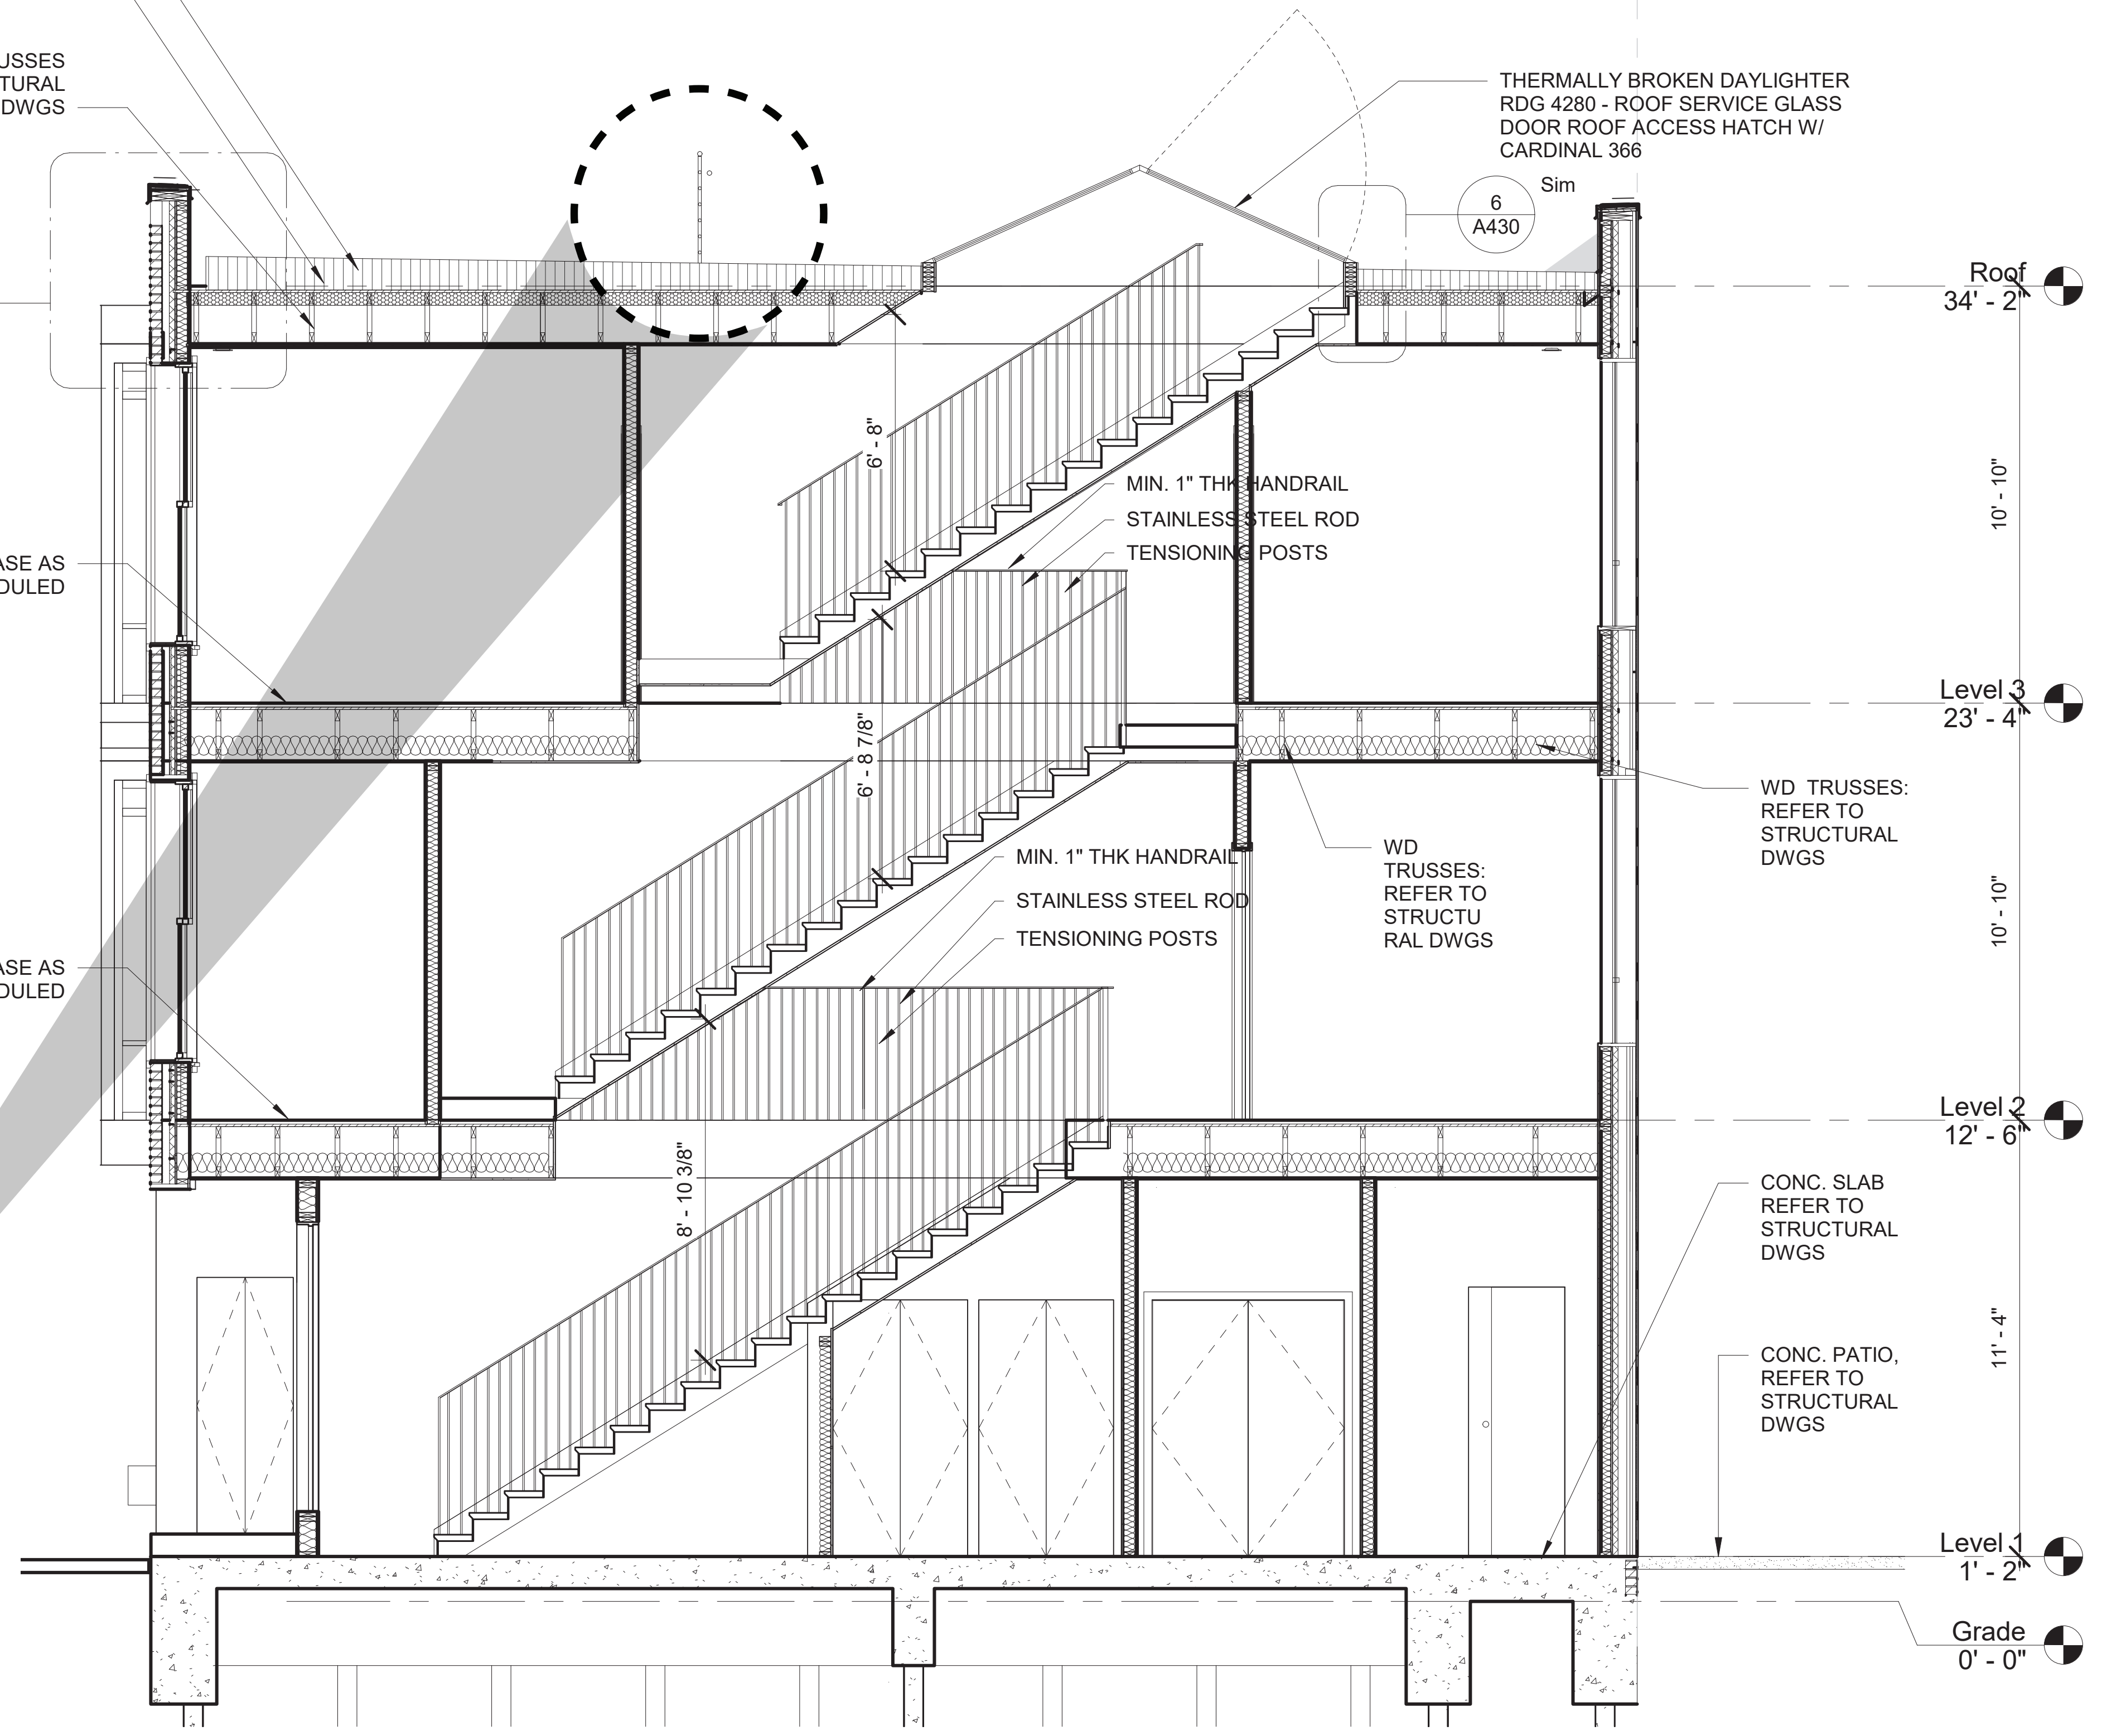 USSES
TURAL
DWGS
THERMALLY BROKEN DAYLIGHTER
RDG 4280 - ROOF SERVICE GLASS
DOOR ROOF ACCESS HATCH W/
CARDINAL 366
Sim
6
A430
Roof
34' - 2"
6' - 8"
MIN. 1" THK HANDRAIL
STAINLESS STEEL ROD
TENSIONING POSTS
10' - 10"
ASE AS
DULED
Level 3
23' - 4"
6' - 8 7/8"
WD TRUSSES:
REFER TO
STRUCTURAL
DWGS
WD
TRUSSES:
REFER TO
STRUCTU
RAL DWGS
MIN. 1" THK HANDRAIL
STAINLESS STEEL ROD
TENSIONING POSTS
10' - 10"
ASE AS
DULED
Level 2
12' - 6"
8' - 10 3/8"
CONC. SLAB
REFER TO
STRUCTURAL
DWGS
11' - 4"
CONC. PATIO,
REFER TO
STRUCTURAL
DWGS
Level 1
1' - 2"
Grade
0' - 0"